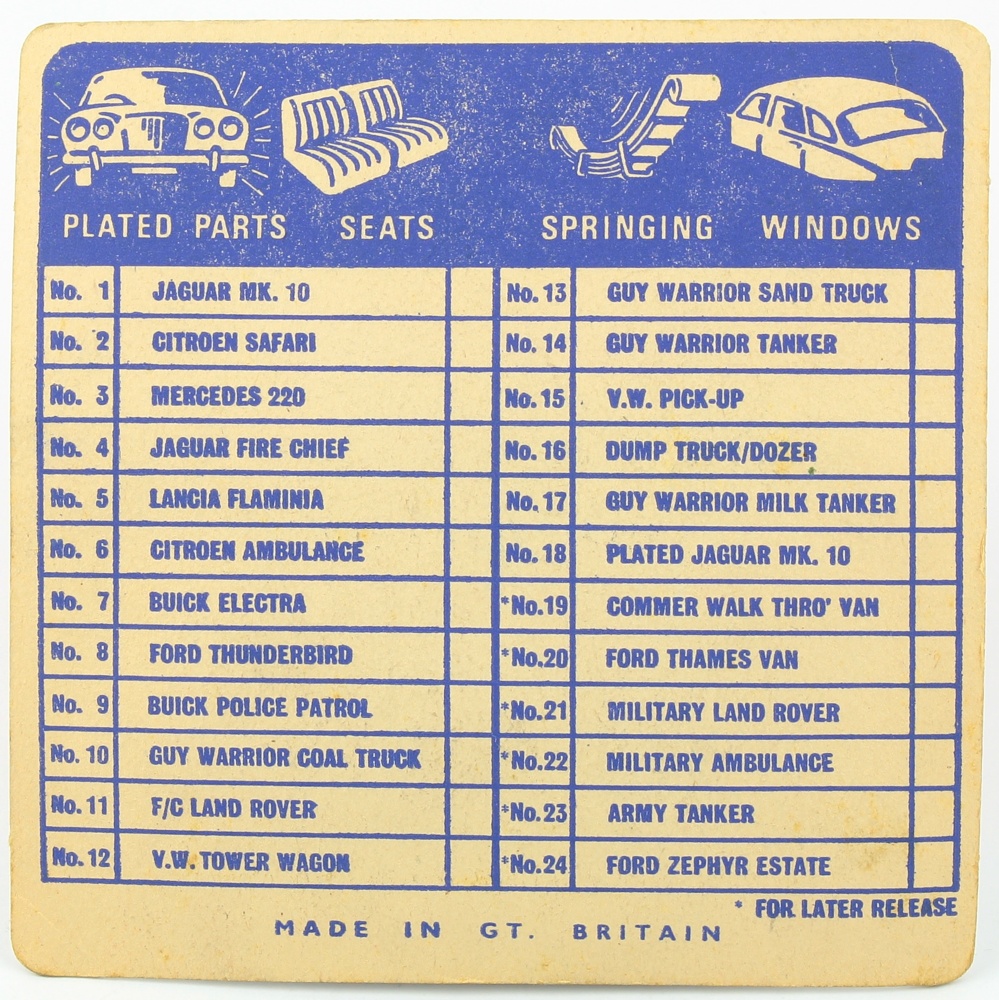 PLATED PARTS SEATS SPRINGING WINDOWS
No. 1 JAGUAR MK. 10
No. 2 CITROEN SAFARI
No. 3 MERCEDES 220
No. 4 JAGUAR FIRE CHIEF
No. 5 LANCIA FLAMINIA
No. 6 CITROEN AMBULANCE
No. 7 BUICK ELECTRA
No. 8 FORD THUNDERBIRD
No. 9 BUICK POLICE PATROL
No. 10 GUY WARRIOR COAL TRUCK
No. 11 F/C LAND ROVER
No. 12 V.W. TOWER WAGON
No. 13 GUY WARRIOR SAND TRUCK
No. 14 GUY WARRIOR TANKER
No. 15 V.W. PICK-UP
No. 16 DUMP TRUCK/DOZER
No. 17 GUY WARRIOR MILK TANKER
No. 18 PLATED JAGUAR MK. 10
*No. 19 COMMER WALK THRO' VAN
*No. 20 FORD THAMES VAN
*No. 21 MILITARY LAND ROVER
*No. 22 MILITARY AMBULANCE
*No. 23 ARMY TANKER
*No. 24 FORD ZEPHYR ESTATE
* FOR LATER RELEASE
MADE IN GT. BRITAIN